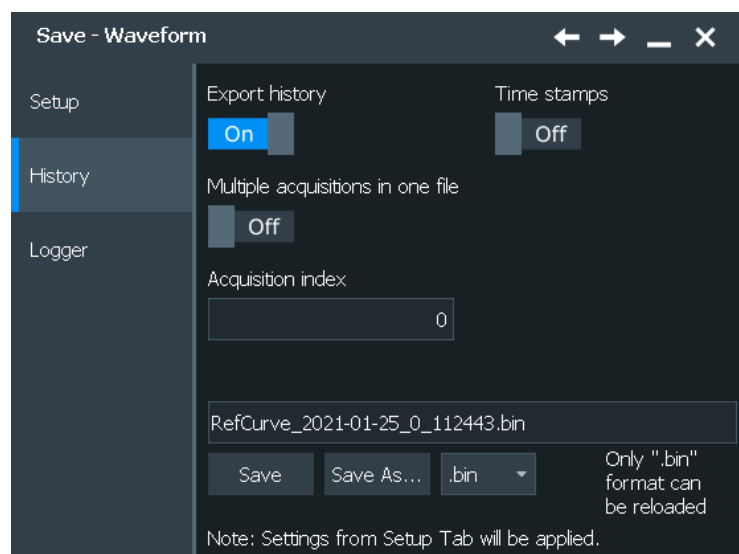 Save - Waveform
Setup
History
Logger
Export history
Time stamps
On
Off
Multiple acquisitions in one file
Off
Acquisition index
0
RefCurve_2021-01-25_0_112443.bin
Save
Save As...
.bin
Only ".bin"
format can
be reloaded
Note: Settings from Setup Tab will be applied.